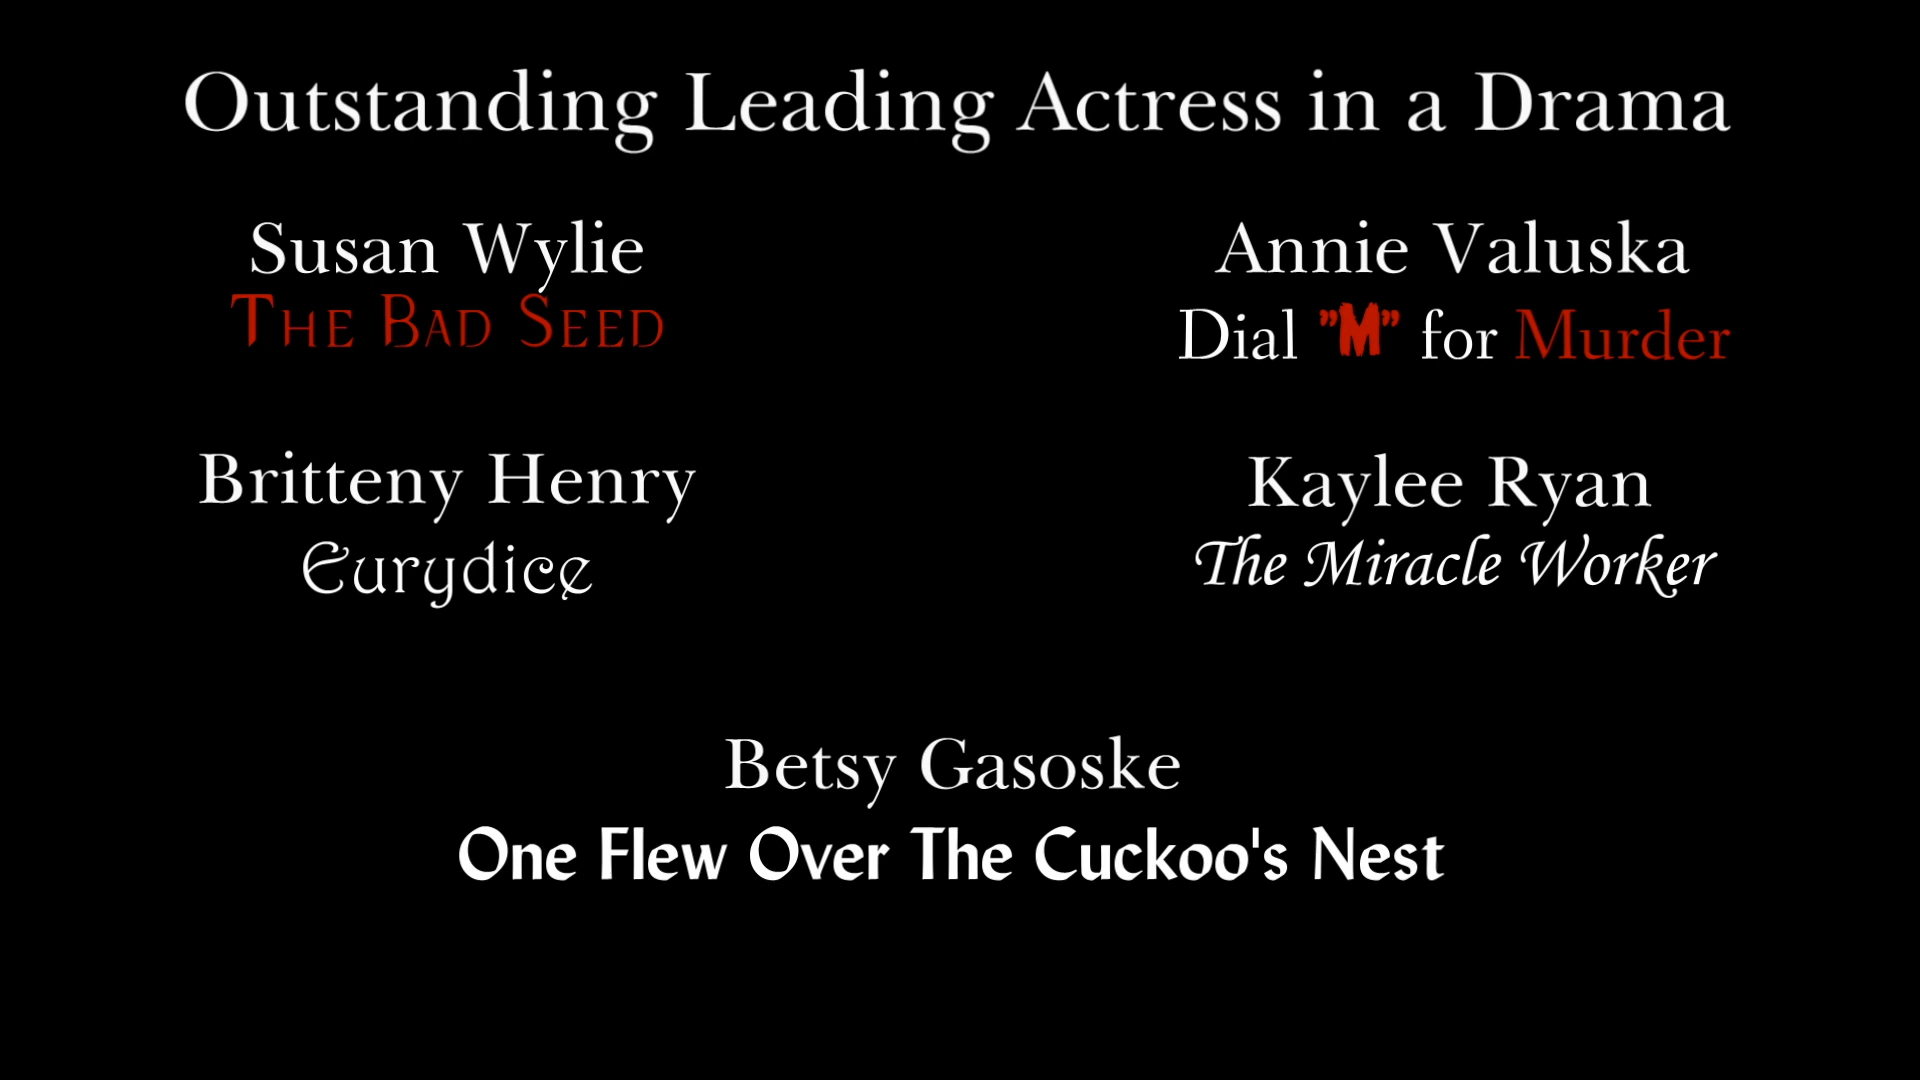 Outstanding Leading Actress in a Drama
Susan Wylie
The Bad Seed
Annie Valuska
Dial ”M” for Murder
Britteny Henry
Eurydice
Kaylee Ryan
The Miracle Worker
Betsy Gasoske
One Flew Over The Cuckoo's Nest